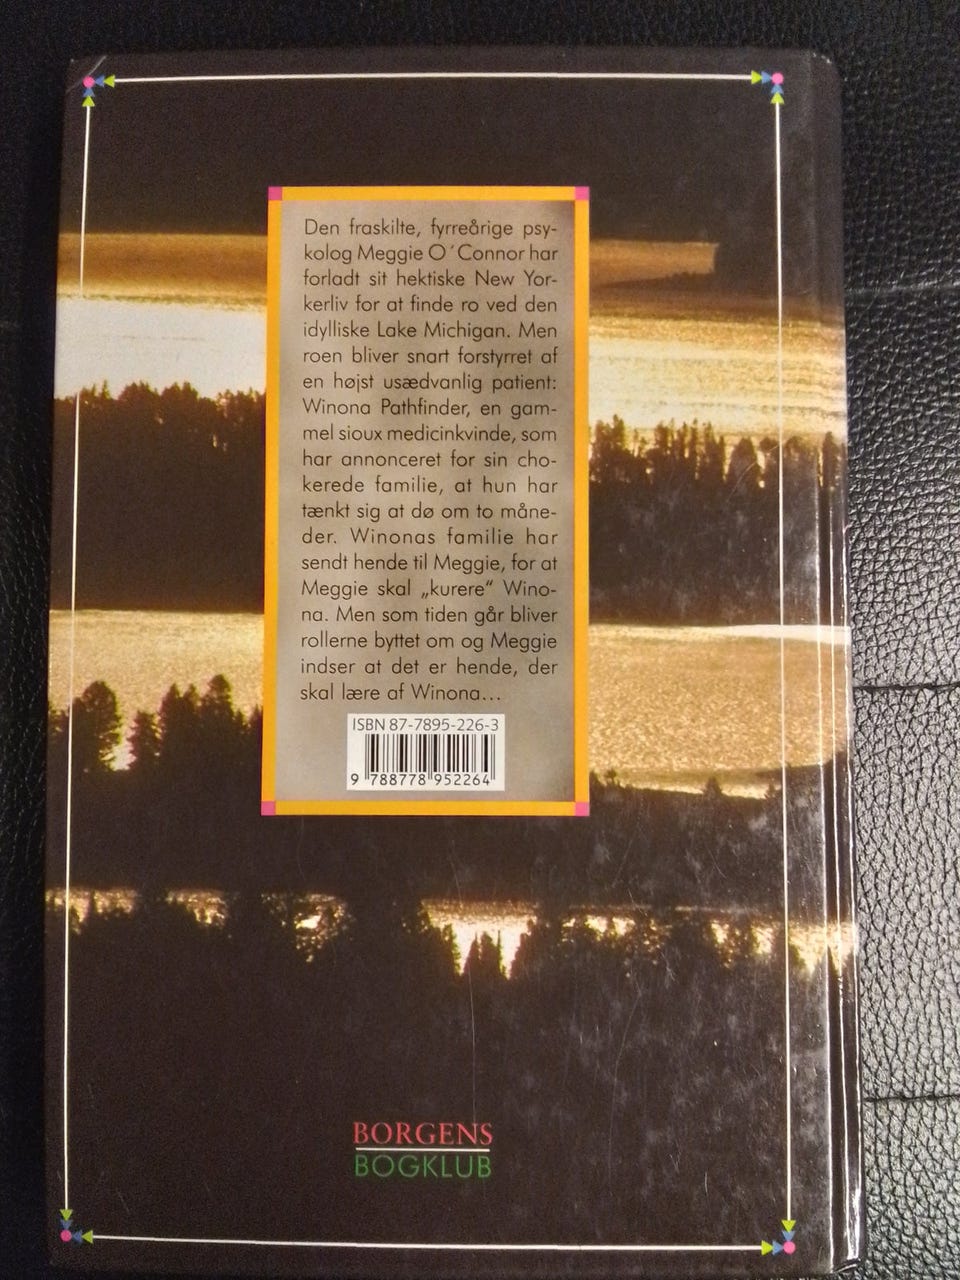 Den fraskilte, fyrreårige psy-
kolog Meggie O´Connor har
forladt sit hektiske New Yor-
kerliv for at finde ro ved den
idylliske Lake Michigan. Men
roen bliver snart forstyrret af
en højst usædvanlig patient:
Winona Pathfinder, en gam-
mel sioux medicinkvinde, som
har annonceret for sin cho-
kerede familie, at hun har
tænkt sig at dø om to måne-
der. Winonas familie har
sendt hende til Meggie, for at
Meggie skal „kurere“ Wino-
na. Men som tiden går bliver
rollerne byttet om og Meggie
indser at det er hende, der
skal lære af Winona...
ISBN 87-7895-226-3
9 788778 952264
BORGENS
BOGKLUB